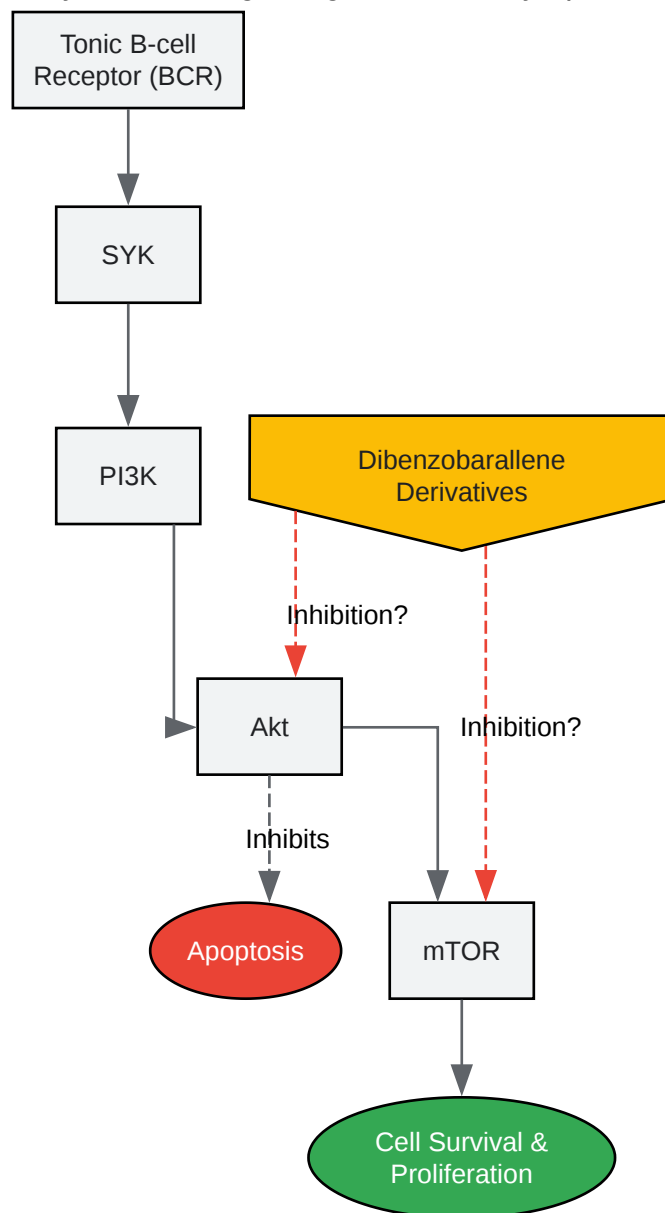 Tonic B-cell
Receptor (BCR)
SYK
PI3K
Dibenzobarallene
Derivatives
Inhibition?
Akt
Inhibition?
Inhibits
Apoptosis
mTOR
Cell Survival &
Proliferation